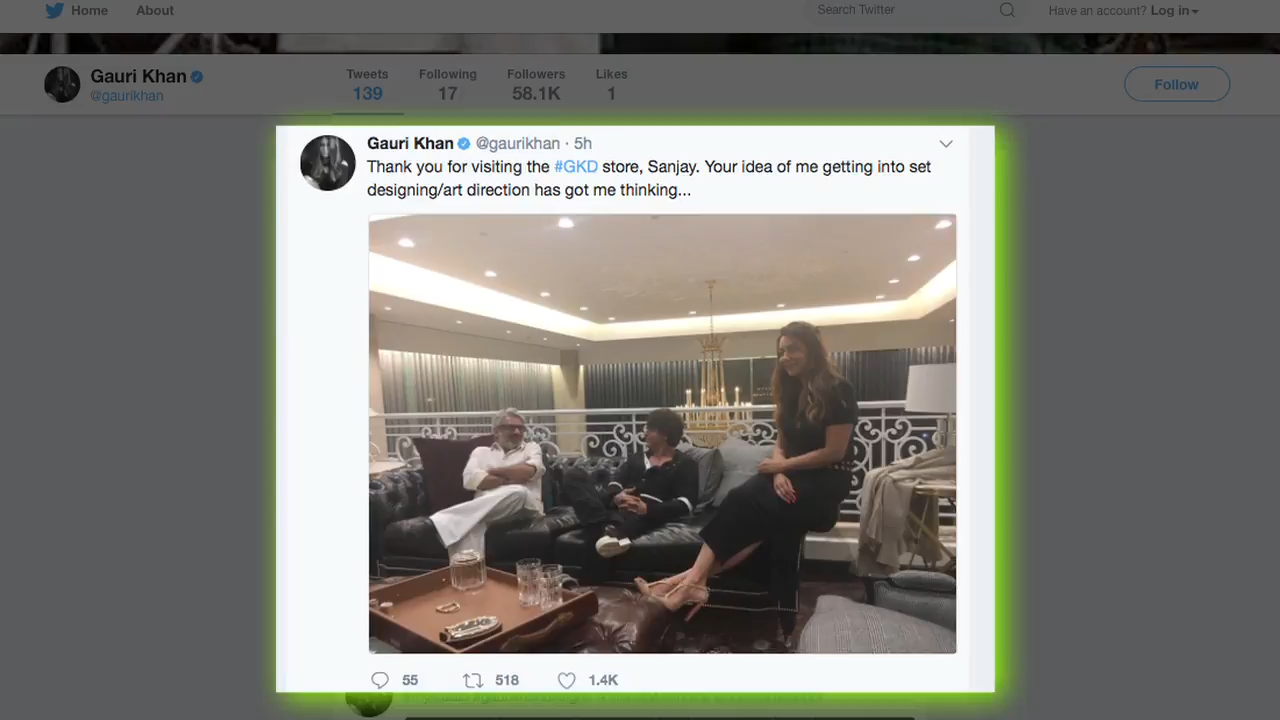 Home About Search Twitter Have an account? Log in
Gauri Khan
@gaurikhan
Tweets Following Followers Likes
139 17 58.1K 1
Follow
Gauri Khan @gaurikhan · 5h
Thank you for visiting the #GKD store, Sanjay. Your idea of me getting into set
designing/art direction has got me thinking...
55 518 1.4K